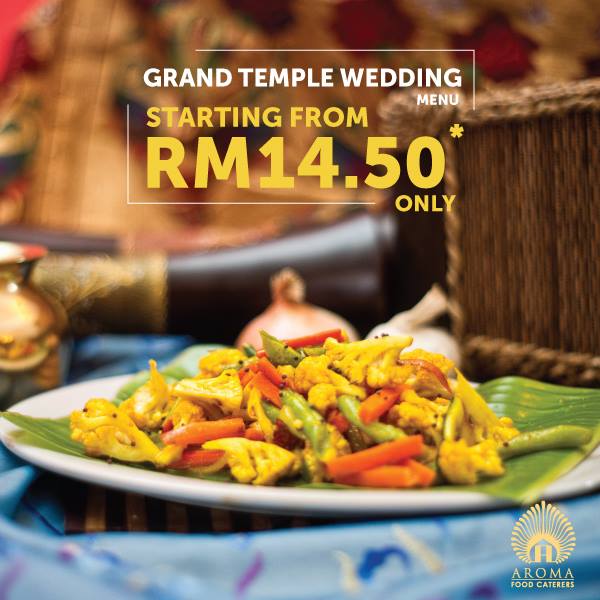 GRAND TEMPLE WEDDING
MENU
STARTING FROM
RM14.50*
ONLY
AROMA
FOOD CATERERS